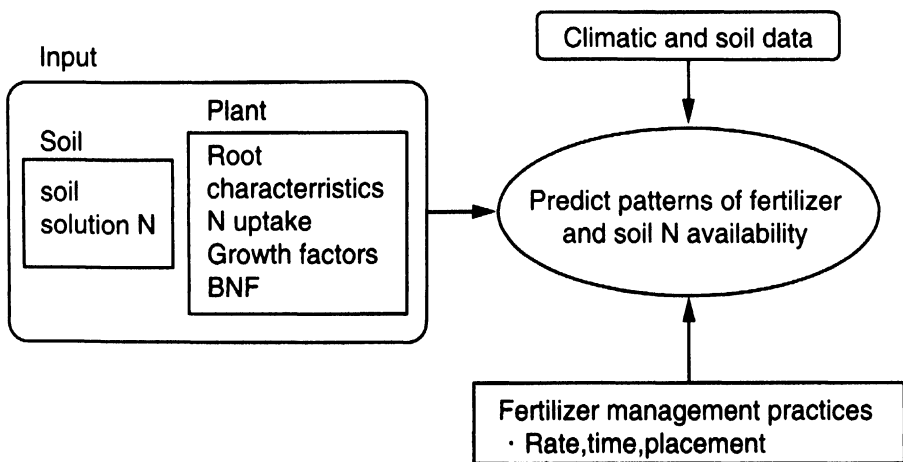 Input
Soil
soil
solution N
Plant
Root
characterristics
N uptake
Growth factors
BNF
Climatic and soil data
Predict patterns of fertilizer
and soil N availability
Fertilizer management practices
· Rate,time,placement